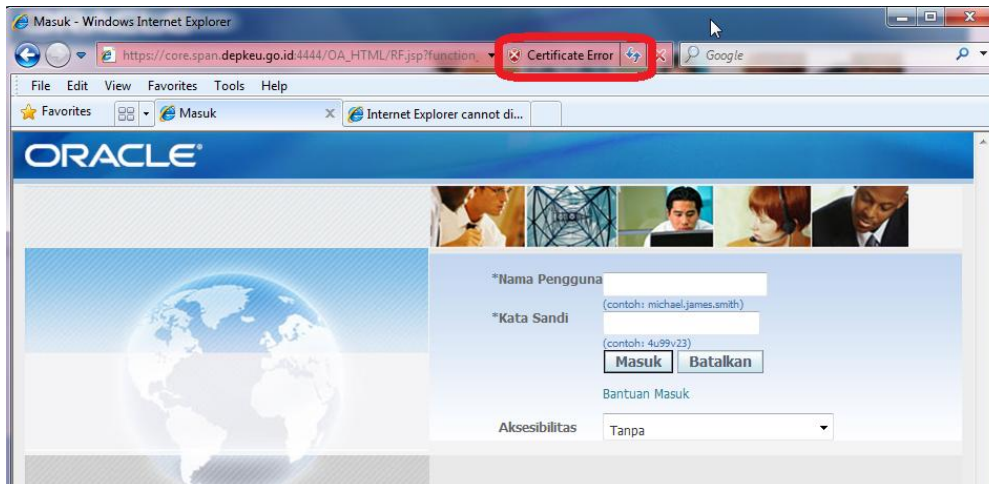 Masuk - Windows Internet Explorer
https://core.span.depkeu.go.id:4444/OA_HTML/RF.jsp?function_ Certificate Error Google
File Edit View Favorites Tools Help
Favorites Masuk X Internet Explorer cannot di...
ORACLE
*Nama Pengguna
(contoh: michael.james.smith)
*Kata Sandi
(contoh: 4u99v23)
Masuk Batalkan
Bantuan Masuk
Aksesibilitas Tanpa